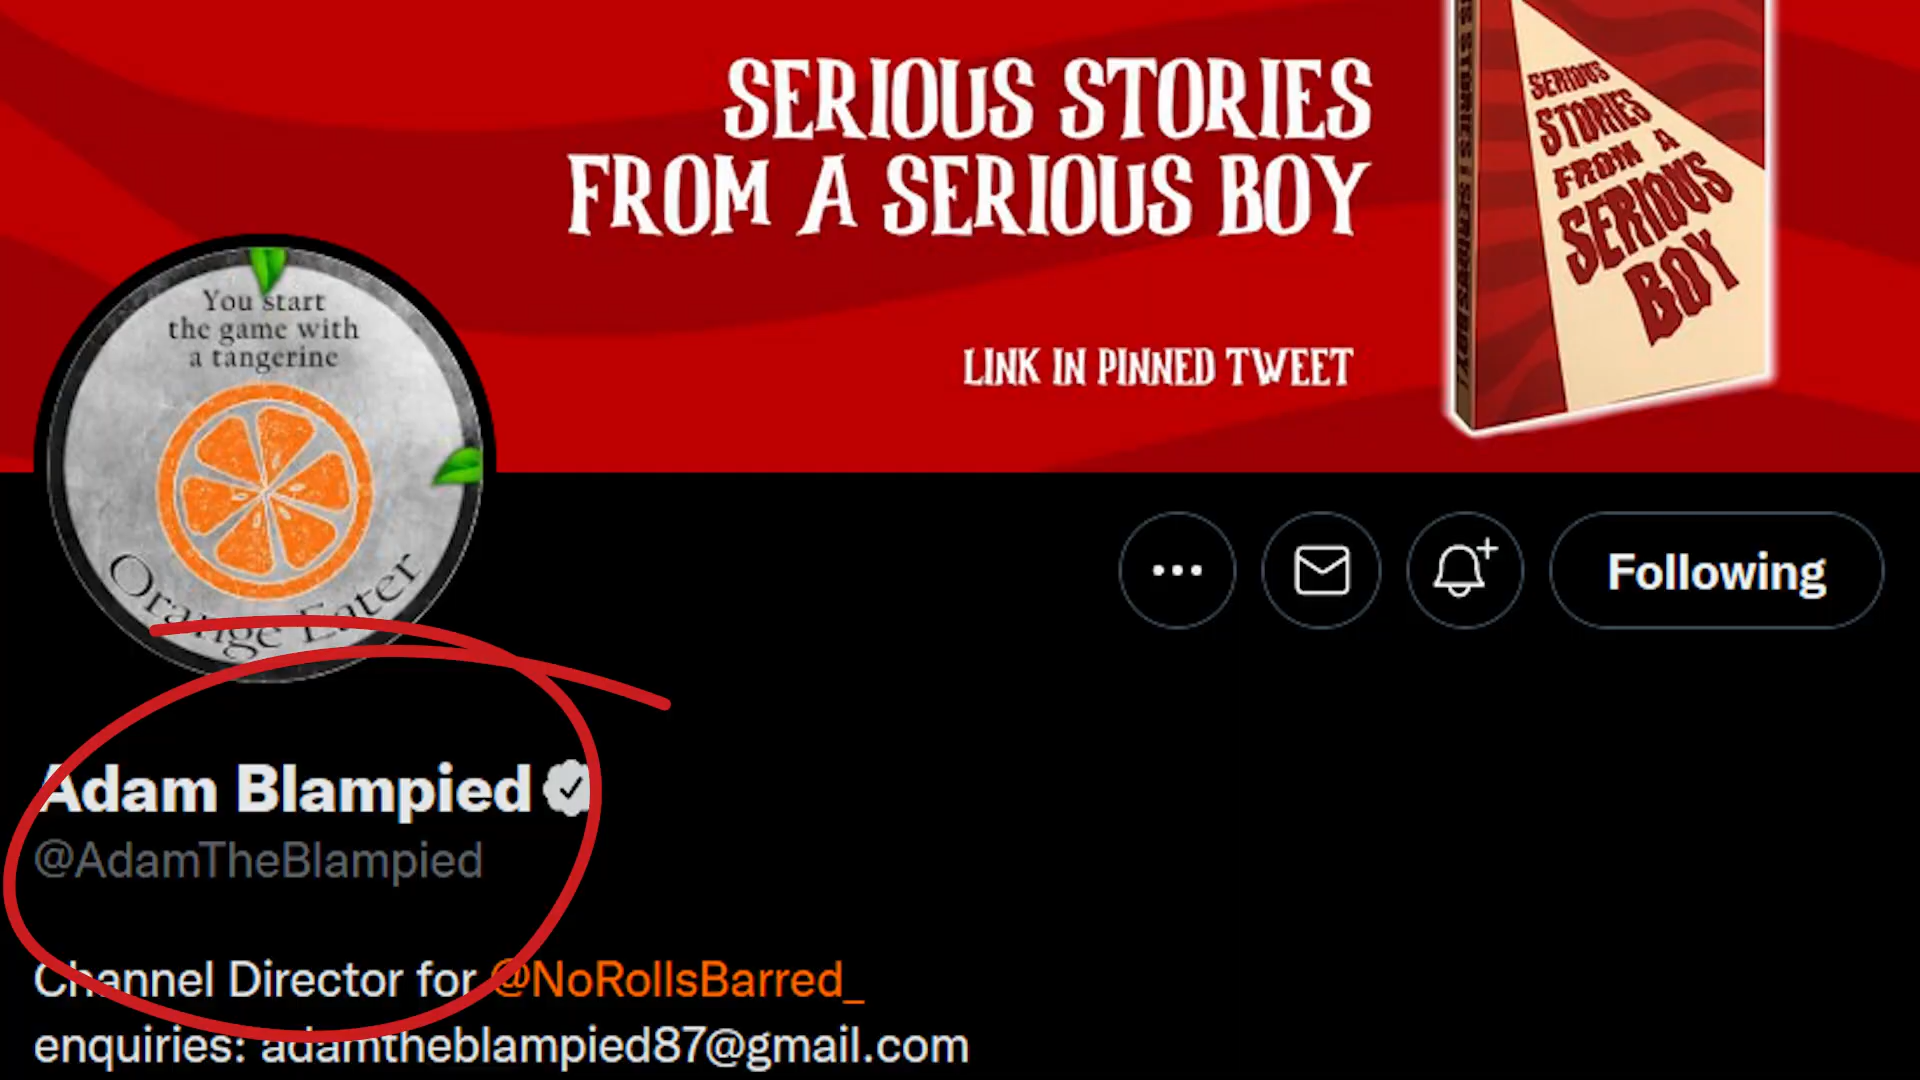 SERIOUS STORIES
FROM A SERIOUS BOY
LINK IN PINNED TWEET
SERIOUS
STORIES
FROM A
SERIOUS
BOY
You start
the game with
a tangerine
Orange Eater
Following
Adam Blampied
@AdamTheBlampied
Channel Director for @NoRollsBarred_
enquiries: adamtheblampied87@gmail.com